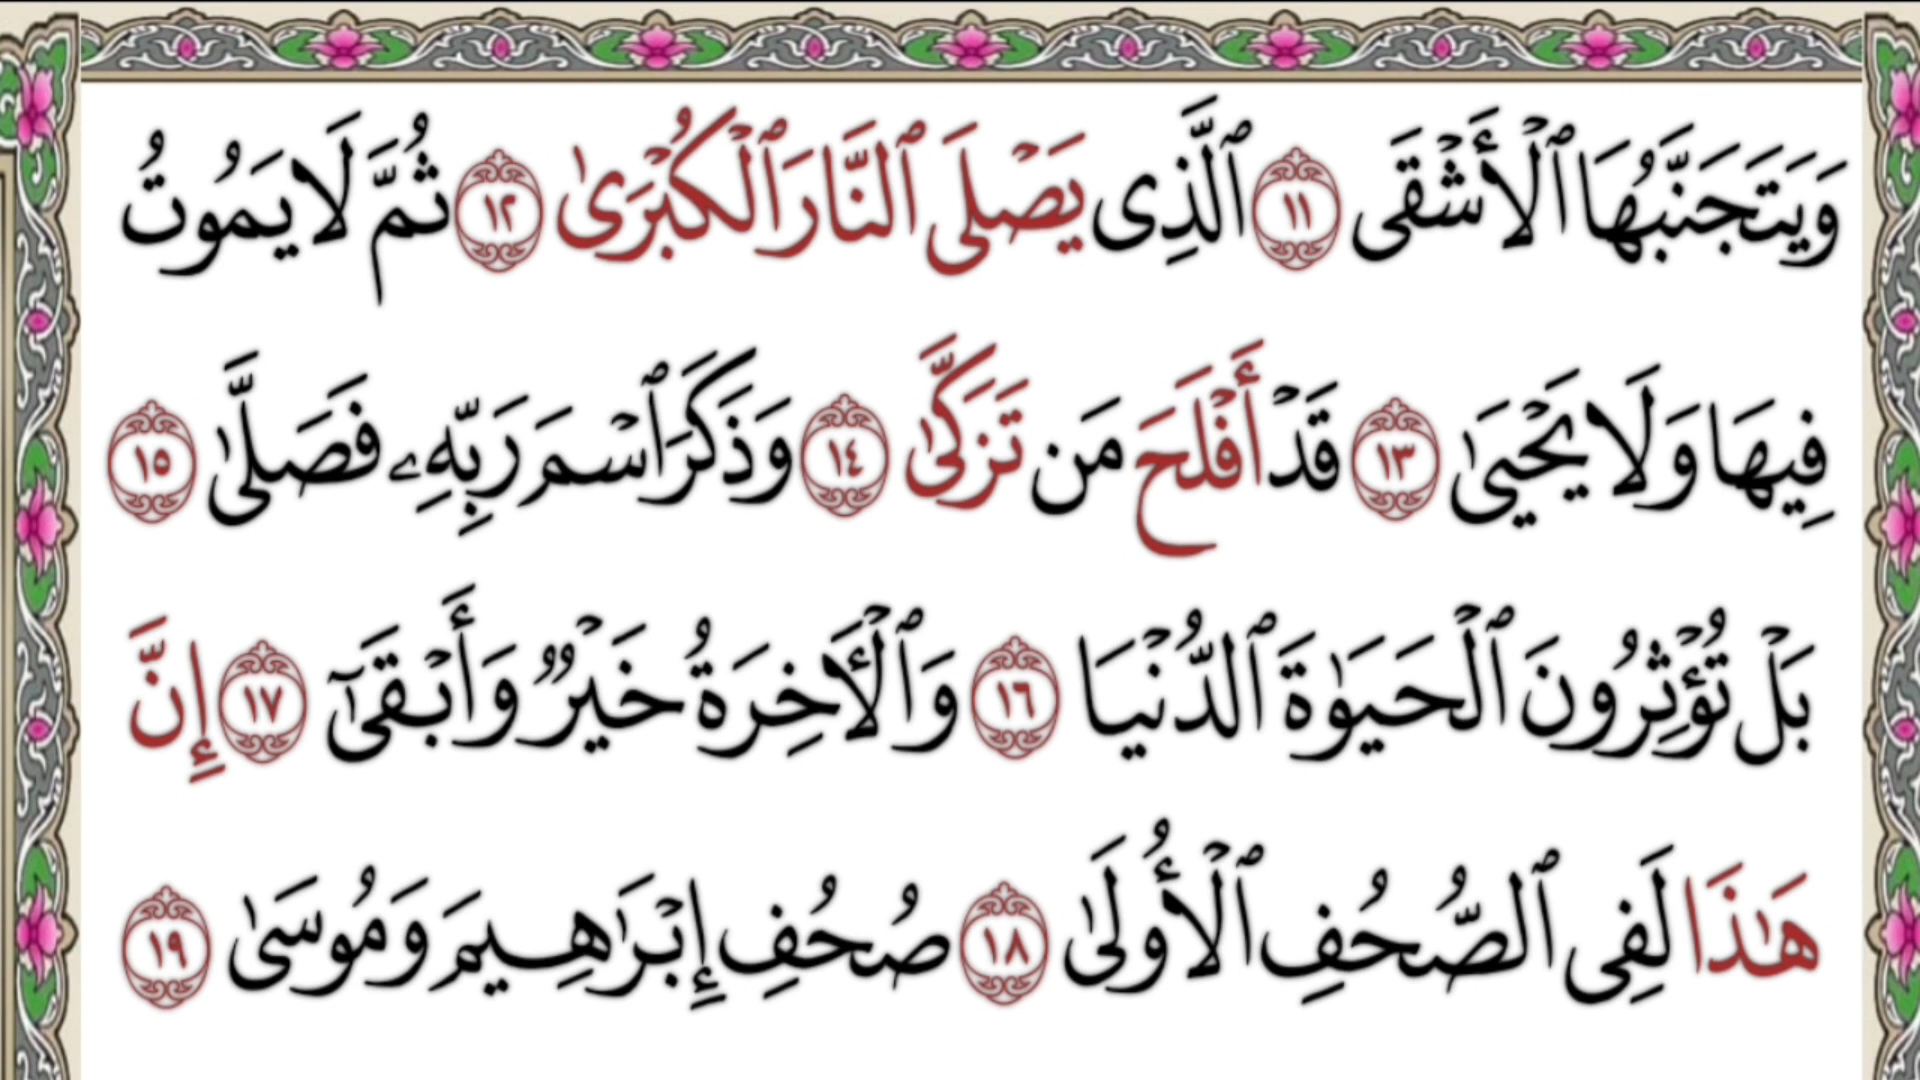 وَيَتَجَنَّبُهَا ٱلْأَشْقَى ١١ ٱلَّذِى يَصْلَى ٱلنَّارَ ٱلْكُبْرَىٰ ١٢ ثُمَّ لَا يَمُوتُ
فِيهَا وَلَا يَحْيَىٰ ١٣ قَدْ أَفْلَحَ مَن تَزَكَّىٰ ١٤ وَذَكَرَ ٱسْمَ رَبِّهِۦ فَصَلَّىٰ ١٥
بَلْ تُؤْثِرُونَ ٱلْحَيَوٰةَ ٱلدُّنْيَا ١٦ وَٱلْأَخِرَةُ خَيْرٌ وَأَبْقَىٰٓ ١٧ إِنَّ
هَٰذَا لَفِى ٱلصُّحُفِ ٱلْأُولَىٰ ١٨ صُحُفِ إِبْرَٰهِيمَ وَمُوسَىٰ ١٩